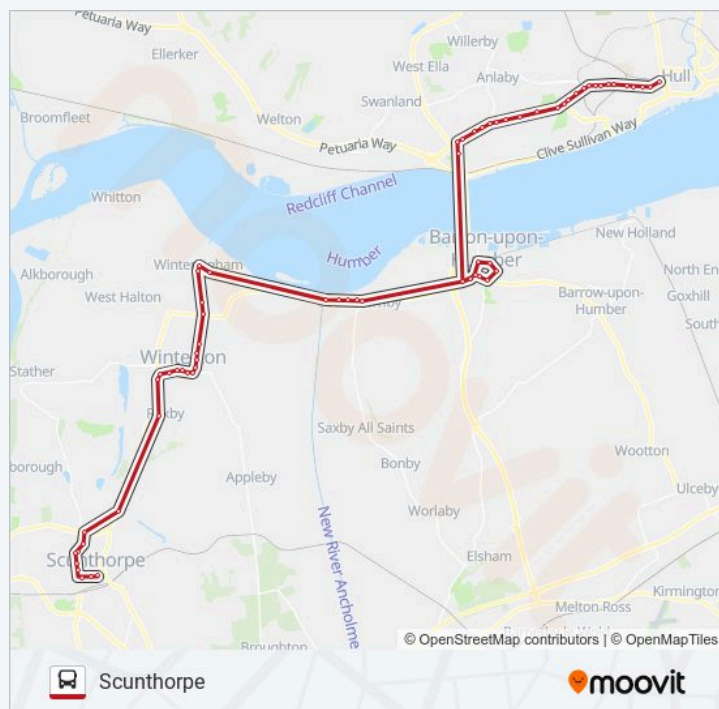 Petuaria Way
Ellerker
Willerby
West Ella
Anlaby
Hull
Swanland
Broomfleet
Welton
Petuaria Way
Clive Sullivan Way
Whitton
Redcliff Channel
Humber
Barton-upon-
Humber
New Holland
Winteringham
Alkborough
West Halton
North En
Goxhill
Barrow-upon-
Humber
South
Stather
Winterton
Roxby
Saxby All Saints
Bonby
Wootton
borough
Appleby
Worlaby
Ulceby
New River Ancholme
Scunthorpe
Elsham
Kirmington
Melton Ross
Broughton
© OpenStreetMap contributors | © OpenMapTiles
Scunthorpe
moovit